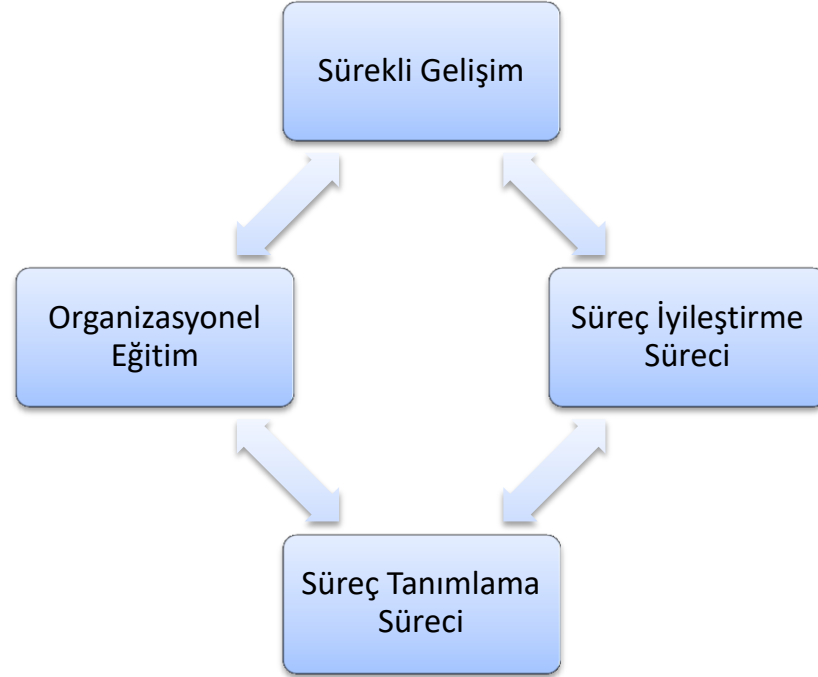 Sürekli Gelişim
Organizasyonel
Eğitim
Süreç İyileştirme
Süreci
Süreç Tanımlama
Süreci